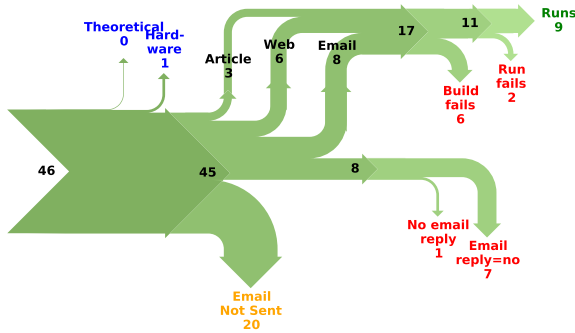 Theoretical
0
Hard-
ware
1
Article
3
Web
6
Email
8
17
11
Runs
9
Build
fails
6
Run
fails
2
46
45
8
No email
reply
1
Email
reply=no
7
Email
Not Sent
20